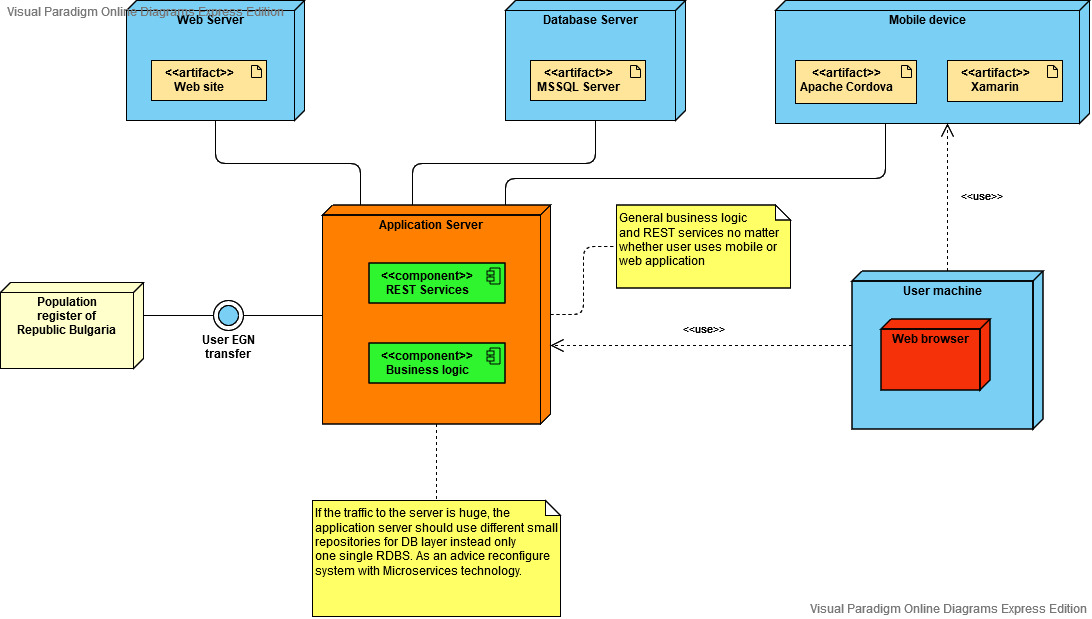 Visual Paradigm Online Diagrams Express Edition
Web Server
<<artifact>>
Web site
Database Server
<<artifact>>
MSSQL Server
Mobile device
<<artifact>>
Apache Cordova
<<artifact>>
Xamarin
<<use>>
Application Server
<<component>>
REST Services
<<component>>
Business logic
General business logic
and REST services no matter
whether user uses mobile or
web application
Population
register of
Republic Bulgaria
User EGN
transfer
<<use>>
User machine
Web browser
If the traffic to the server is huge, the
application server should use different small
repositories for DB layer instead only
one single RDBS. As an advice reconfigure
system with Microservices technology.
Visual Paradigm Online Diagrams Express Edition